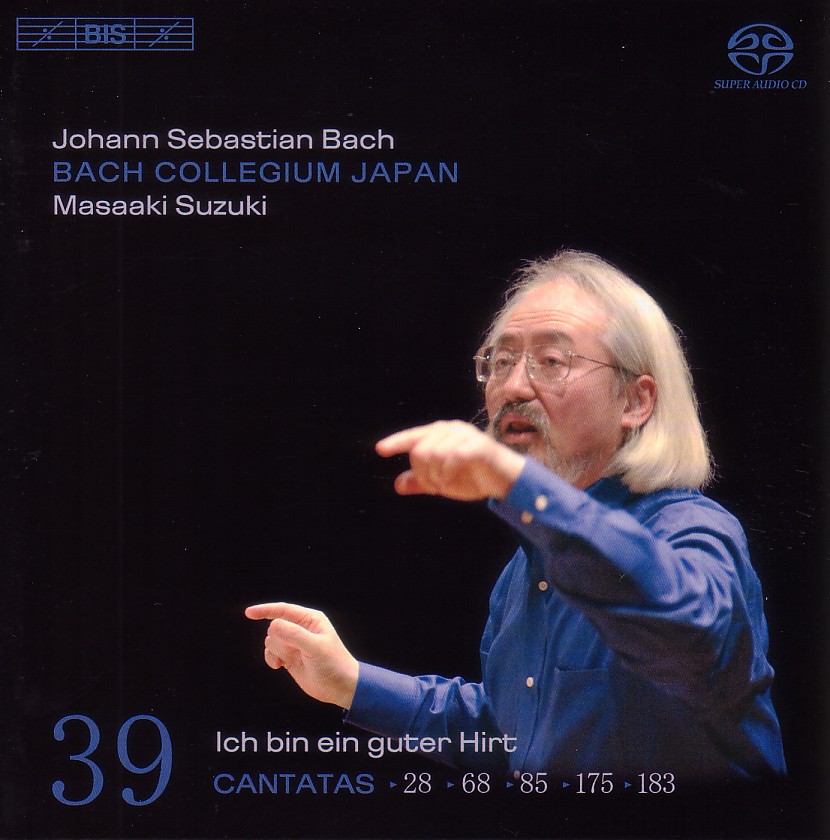 BIS
SUPER AUDIO CD
Johann Sebastian Bach
BACH COLLEGIUM JAPAN
Masaaki Suzuki
39
Ich bin ein guter Hirt
CANTATAS ▸28 ▸68 ▸85 ▸175 ▸183